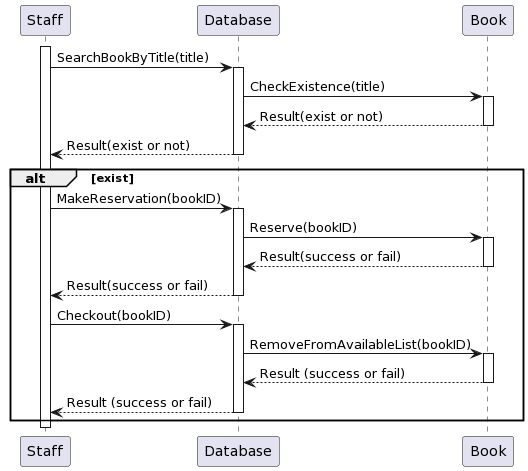 Staff Database Book
SearchBookByTitle(title)
CheckExistence(title)
Result(exist or not)
Result(exist or not)
alt [exist]
MakeReservation(bookID)
Reserve(bookID)
Result(success or fail)
Result(success or fail)
Checkout(bookID)
RemoveFromAvailableList(bookID)
Result (success or fail)
Result (success or fail)
Staff Database Book